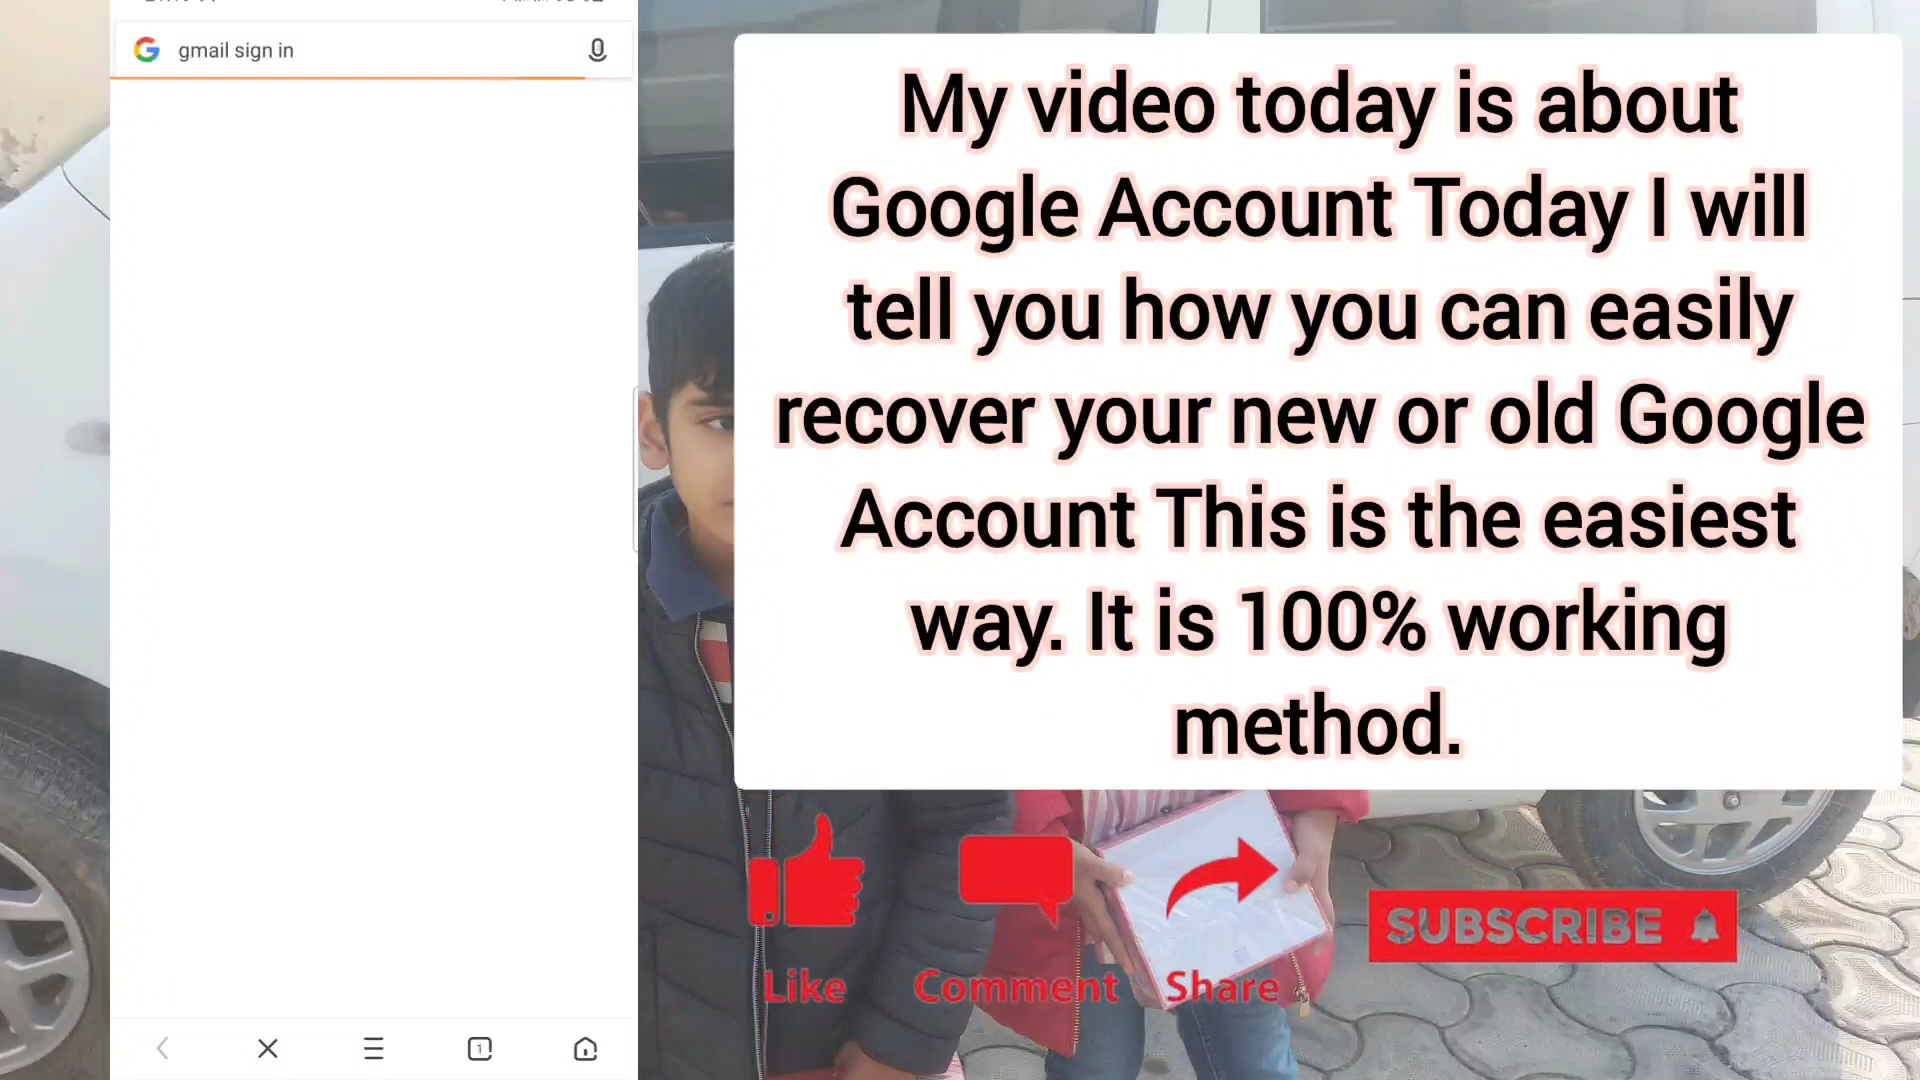 gmail sign in
My video today is about
Google Account Today I will
tell you how you can easily
recover your new or old Google
Account This is the easiest
way. It is 100% working
method.
Like
Comment
Share
SUBSCRIBE
1